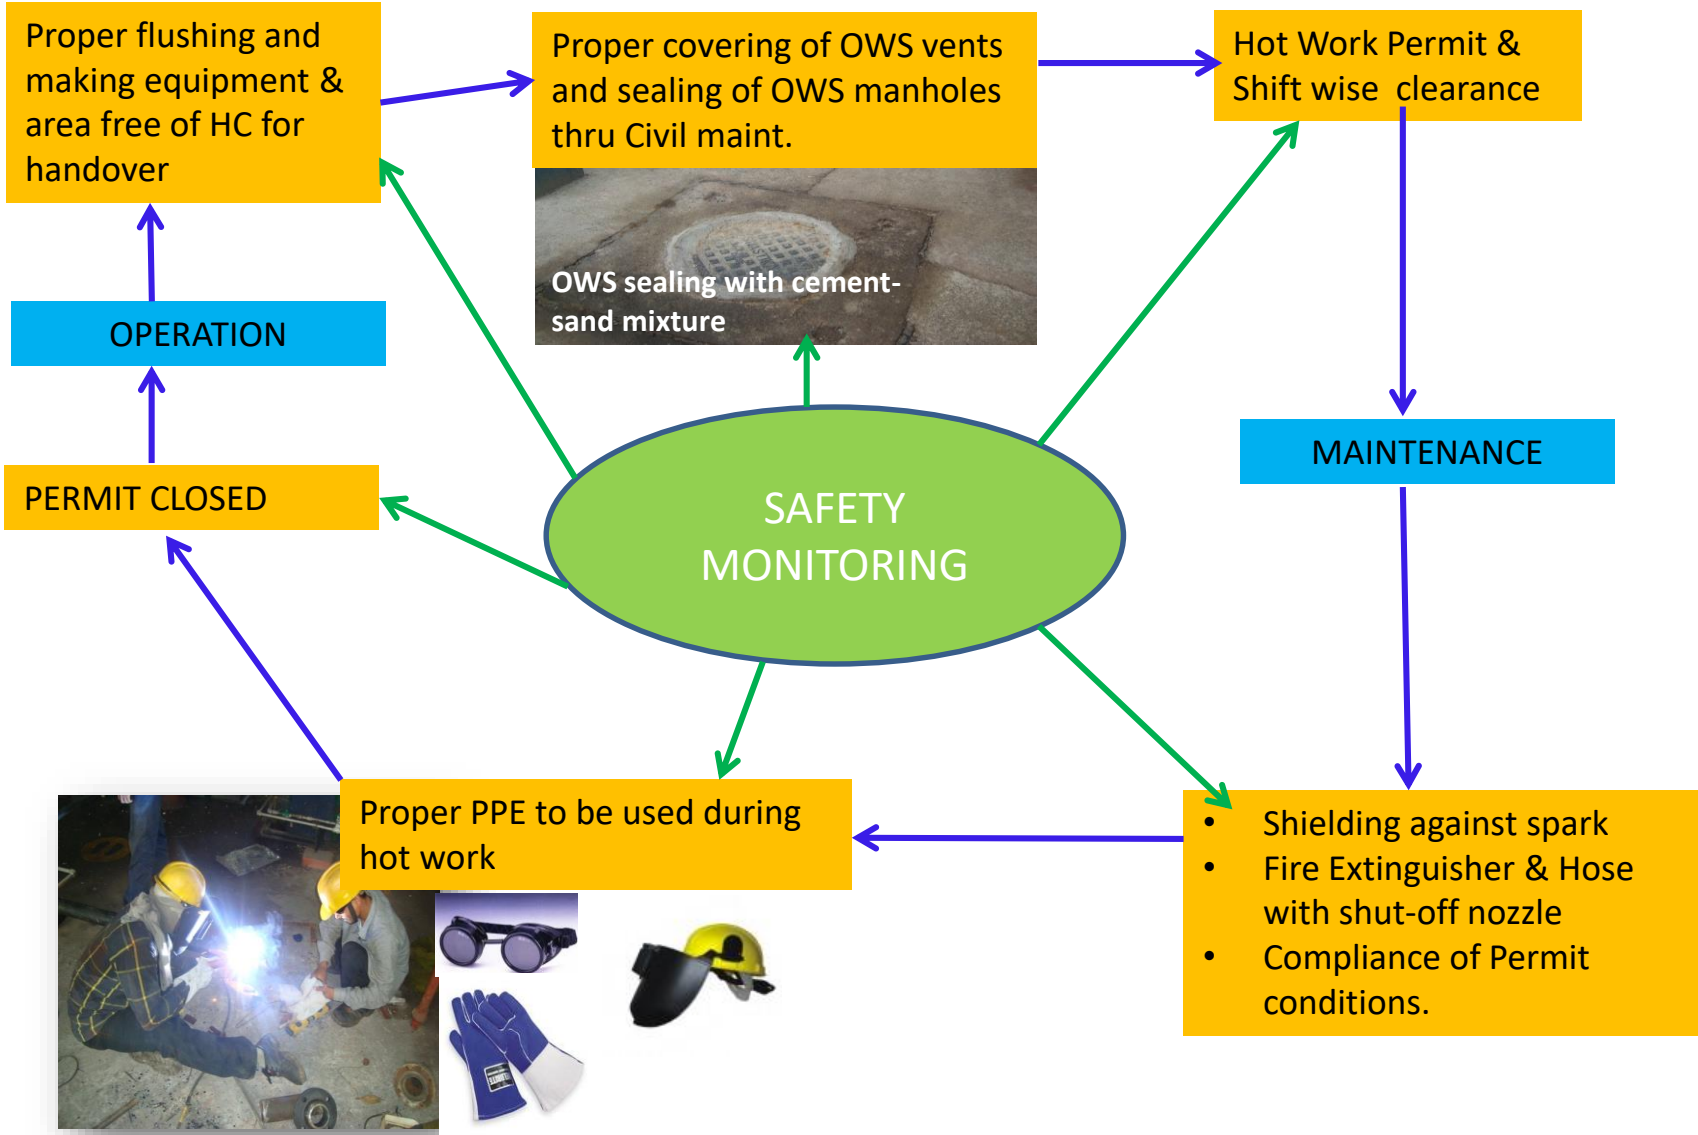 Proper flushing and
making equipment &
area free of HC for
handover
Proper covering of OWS vents
and sealing of OWS manholes
thru Civil maint.
Hot Work Permit &
Shift wise clearance
OWS sealing with cement-
sand mixture
OPERATION
MAINTENANCE
PERMIT CLOSED
SAFETY
MONITORING
Proper PPE to be used during
hot work
• Shielding against spark
• Fire Extinguisher & Hose
with shut-off nozzle
• Compliance of Permit
conditions.